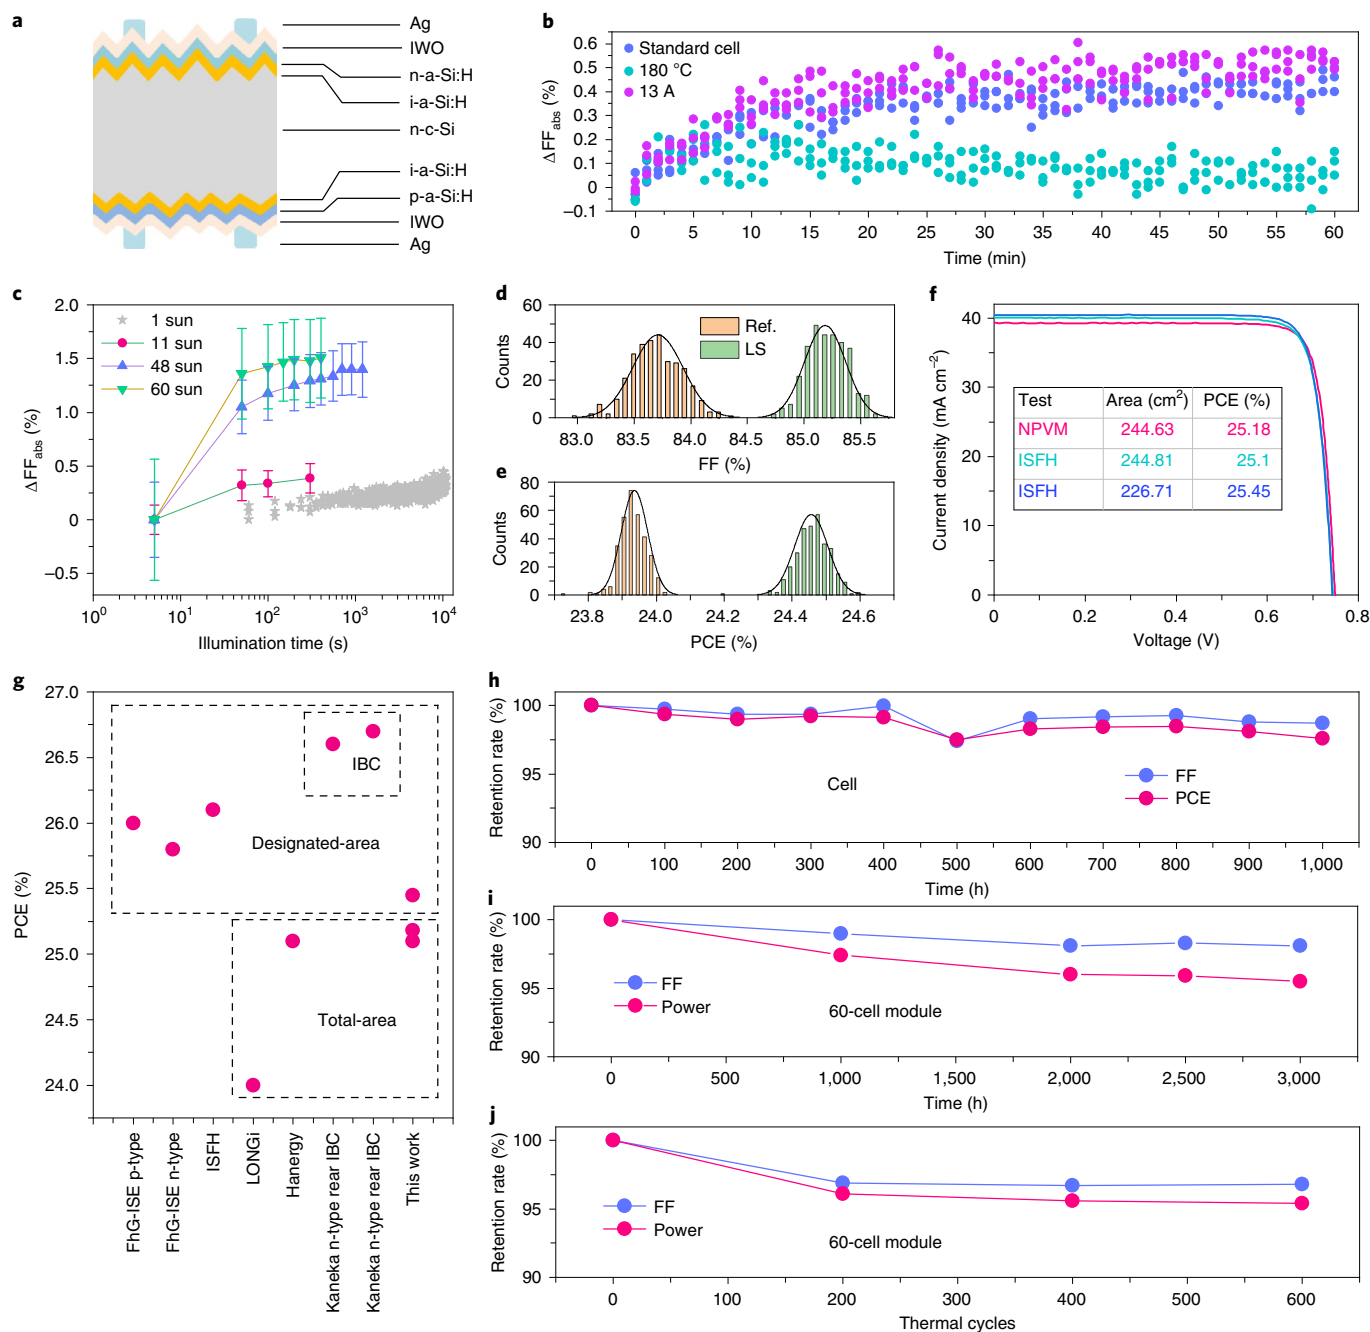 a
Ag
IWO
n-a-Si:H
i-a-Si:H
n-c-Si
i-a-Si:H
p-a-Si:H
IWO
Ag
b
Standard cell
180 °C
13 A
ΔFFabs (%)
0.6
0.5
0.4
0.3
0.2
0.1
0
–0.1
0 5 10 15 20 25 30 35 40 45 50 55 60
Time (min)
c
1 sun
11 sun
48 sun
60 sun
ΔFFabs (%)
2.0
1.5
1.0
0.5
0
–0.5
10⁰ 10¹ 10² 10³ 10⁴
Illumination time (s)
d
Ref.
LS
Counts
60
40
20
0
83.0 83.5 84.0 85.0 85.5
FF (%)
e
Counts
80
60
40
20
0
23.8 24.0 24.2 24.4 24.6
PCE (%)
f
Current density (mA cm⁻²)
40
30
20
10
0
Test Area (cm²) PCE (%)
NPVM 244.63 25.18
ISFH 244.81 25.1
ISFH 226.71 25.45
0 0.2 0.4 0.6 0.8
Voltage (V)
g
PCE (%)
27.0
26.5
26.0
25.5
25.0
24.5
24.0
IBC
Designated-area
Total-area
FhG-ISE p-type
FhG-ISE n-type
ISFH
LONGi
Hanergy
Kaneka n-type rear IBC
Kaneka n-type rear IBC
This work
h
Retention rate (%)
100
95
90
Cell
FF
PCE
0 100 200 300 400 500 600 700 800 900 1,000
Time (h)
i
Retention rate (%)
100
95
90
FF
Power
60-cell module
0 500 1,000 1,500 2,000 2,500 3,000
Time (h)
j
Retention rate (%)
100
95
90
FF
Power
60-cell module
0 100 200 300 400 500 600
Thermal cycles